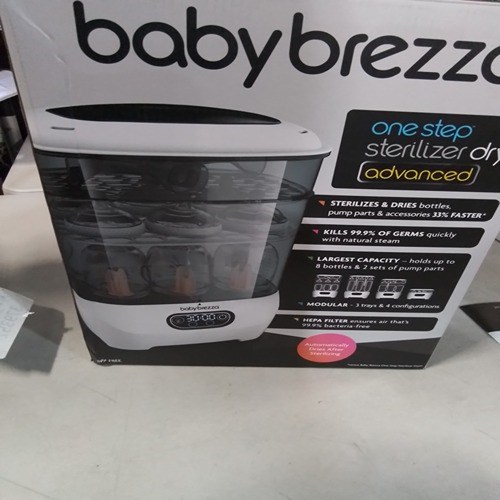 babybrezza
one step
sterilizer dry
advanced
STERILIZES & DRIES bottles,
pump parts & accessories 33% FASTER*
KILLS 99.9% OF GERMS quickly
with natural steam
LARGEST CAPACITY – holds up to
8 bottles & 2 sets of pump parts
MODULAR - 3 trays & 4 configurations
HEPA FILTER ensures air that's
99.9% bacteria-free
Automatically
Dries After
Sterilizing
baby brezza